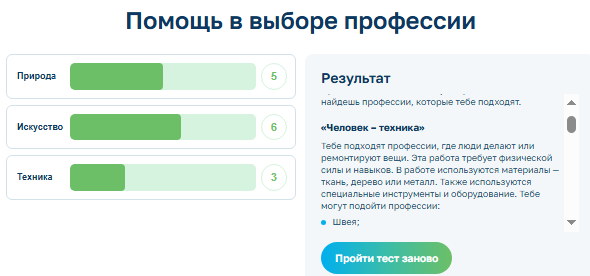 Помощь в выборе профессии
Природа 5
Искусство 6
Техника 3
Результат
найдешь профессии, которые тебе подходят.
«Человек – техника»
Тебе подходят профессии, где люди делают или
ремонтируют вещи. Эта работа требует физической
силы и навыков. В работе используются материалы –
ткань, дерево или металл. Также используются
специальные инструменты и оборудование. Тебе
могут подойти профессии:
Швея;
Пройти тест заново